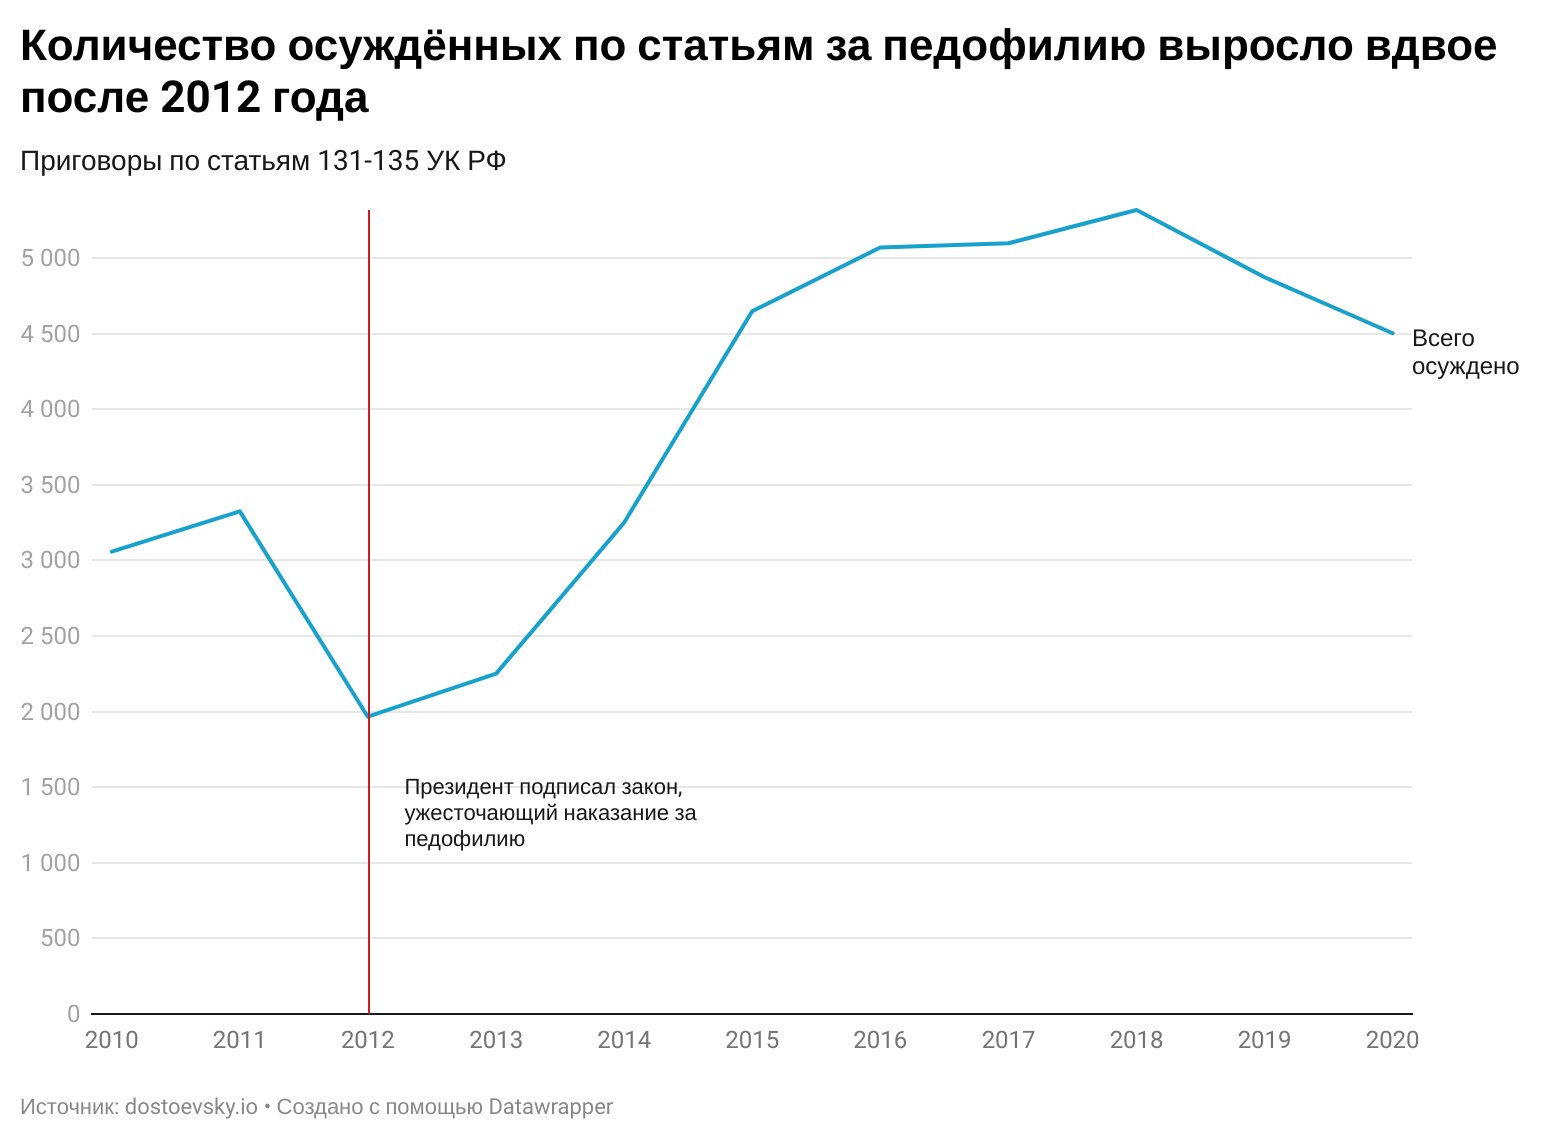 Количество осуждённых по статьям за педофилию выросло вдвое
после 2012 года
Приговоры по статьям 131-135 УК РФ
5 000
4 500
4 000
3 500
3 000
2 500
2 000
1 500
1 000
500
0
Всего
осуждено
Президент подписал закон,
ужесточающий наказание за
педофилию
2010 2011 2012 2013 2014 2015 2016 2017 2018 2019 2020
Источник: dostoevsky.io • Создано с помощью Datawrapper